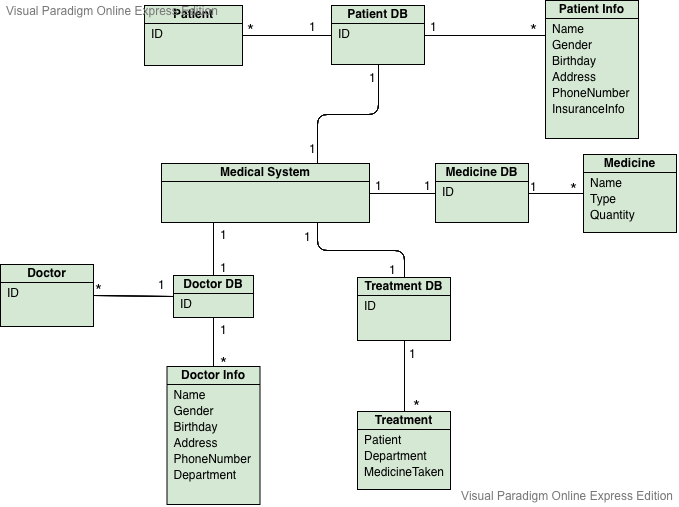 Visual Paradigm Online Express Edition
Patient
ID
*
1
Patient DB
ID
1
*
Patient Info
Name
Gender
Birthday
Address
PhoneNumber
InsuranceInfo
1
1
Medical System
1
1
Medicine DB
ID
1
*
Medicine
Name
Type
Quantity
1
1
1
1
Doctor
ID
*
1
Doctor DB
ID
Treatment DB
ID
1
*
1
*
Doctor Info
Name
Gender
Birthday
Address
PhoneNumber
Department
Treatment
Patient
Department
MedicineTaken
Visual Paradigm Online Express Edition